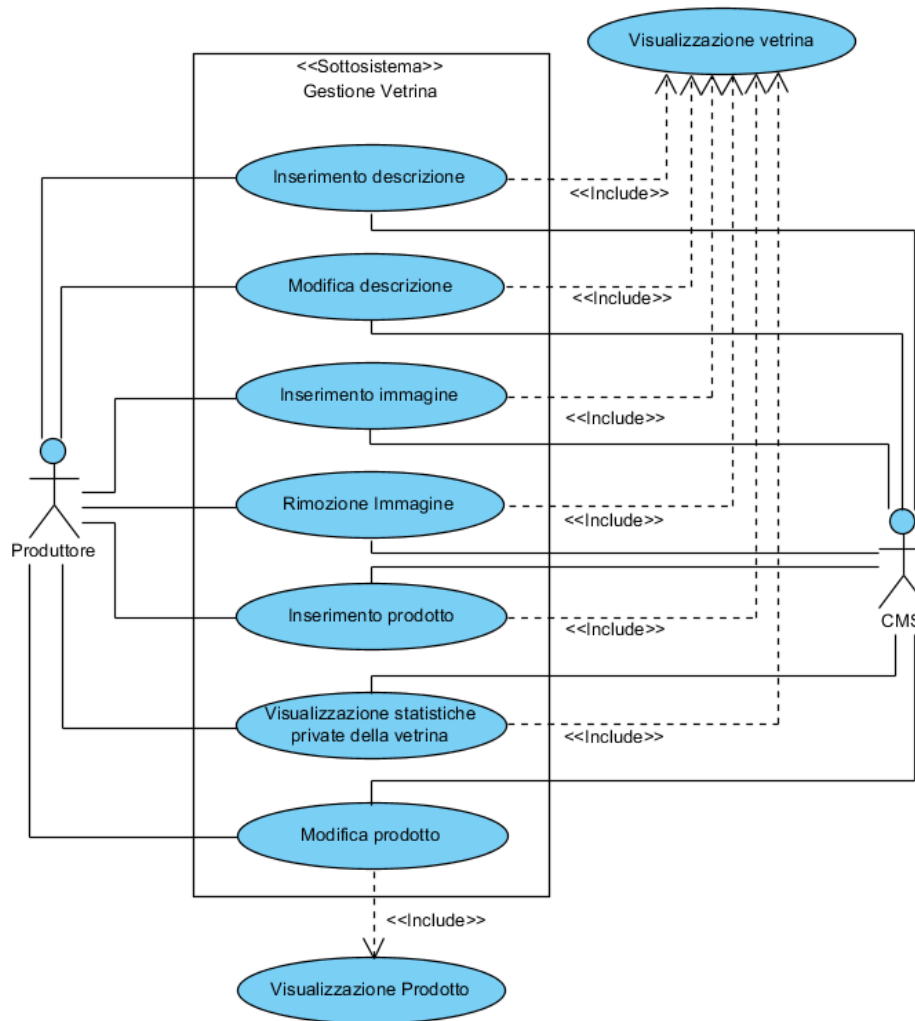 Visualizzazione vetrina
<<Sottosistema>>
Gestione Vetrina
Inserimento descrizione
<<Include>>
Modifica descrizione
<<Include>>
Inserimento immagine
<<Include>>
Rimozione Immagine
<<Include>>
Produttore
Inserimento prodotto
<<Include>>
CMS
Visualizzazione statistiche
private della vetrina
<<Include>>
Modifica prodotto
<<Include>>
Visualizzazione Prodotto